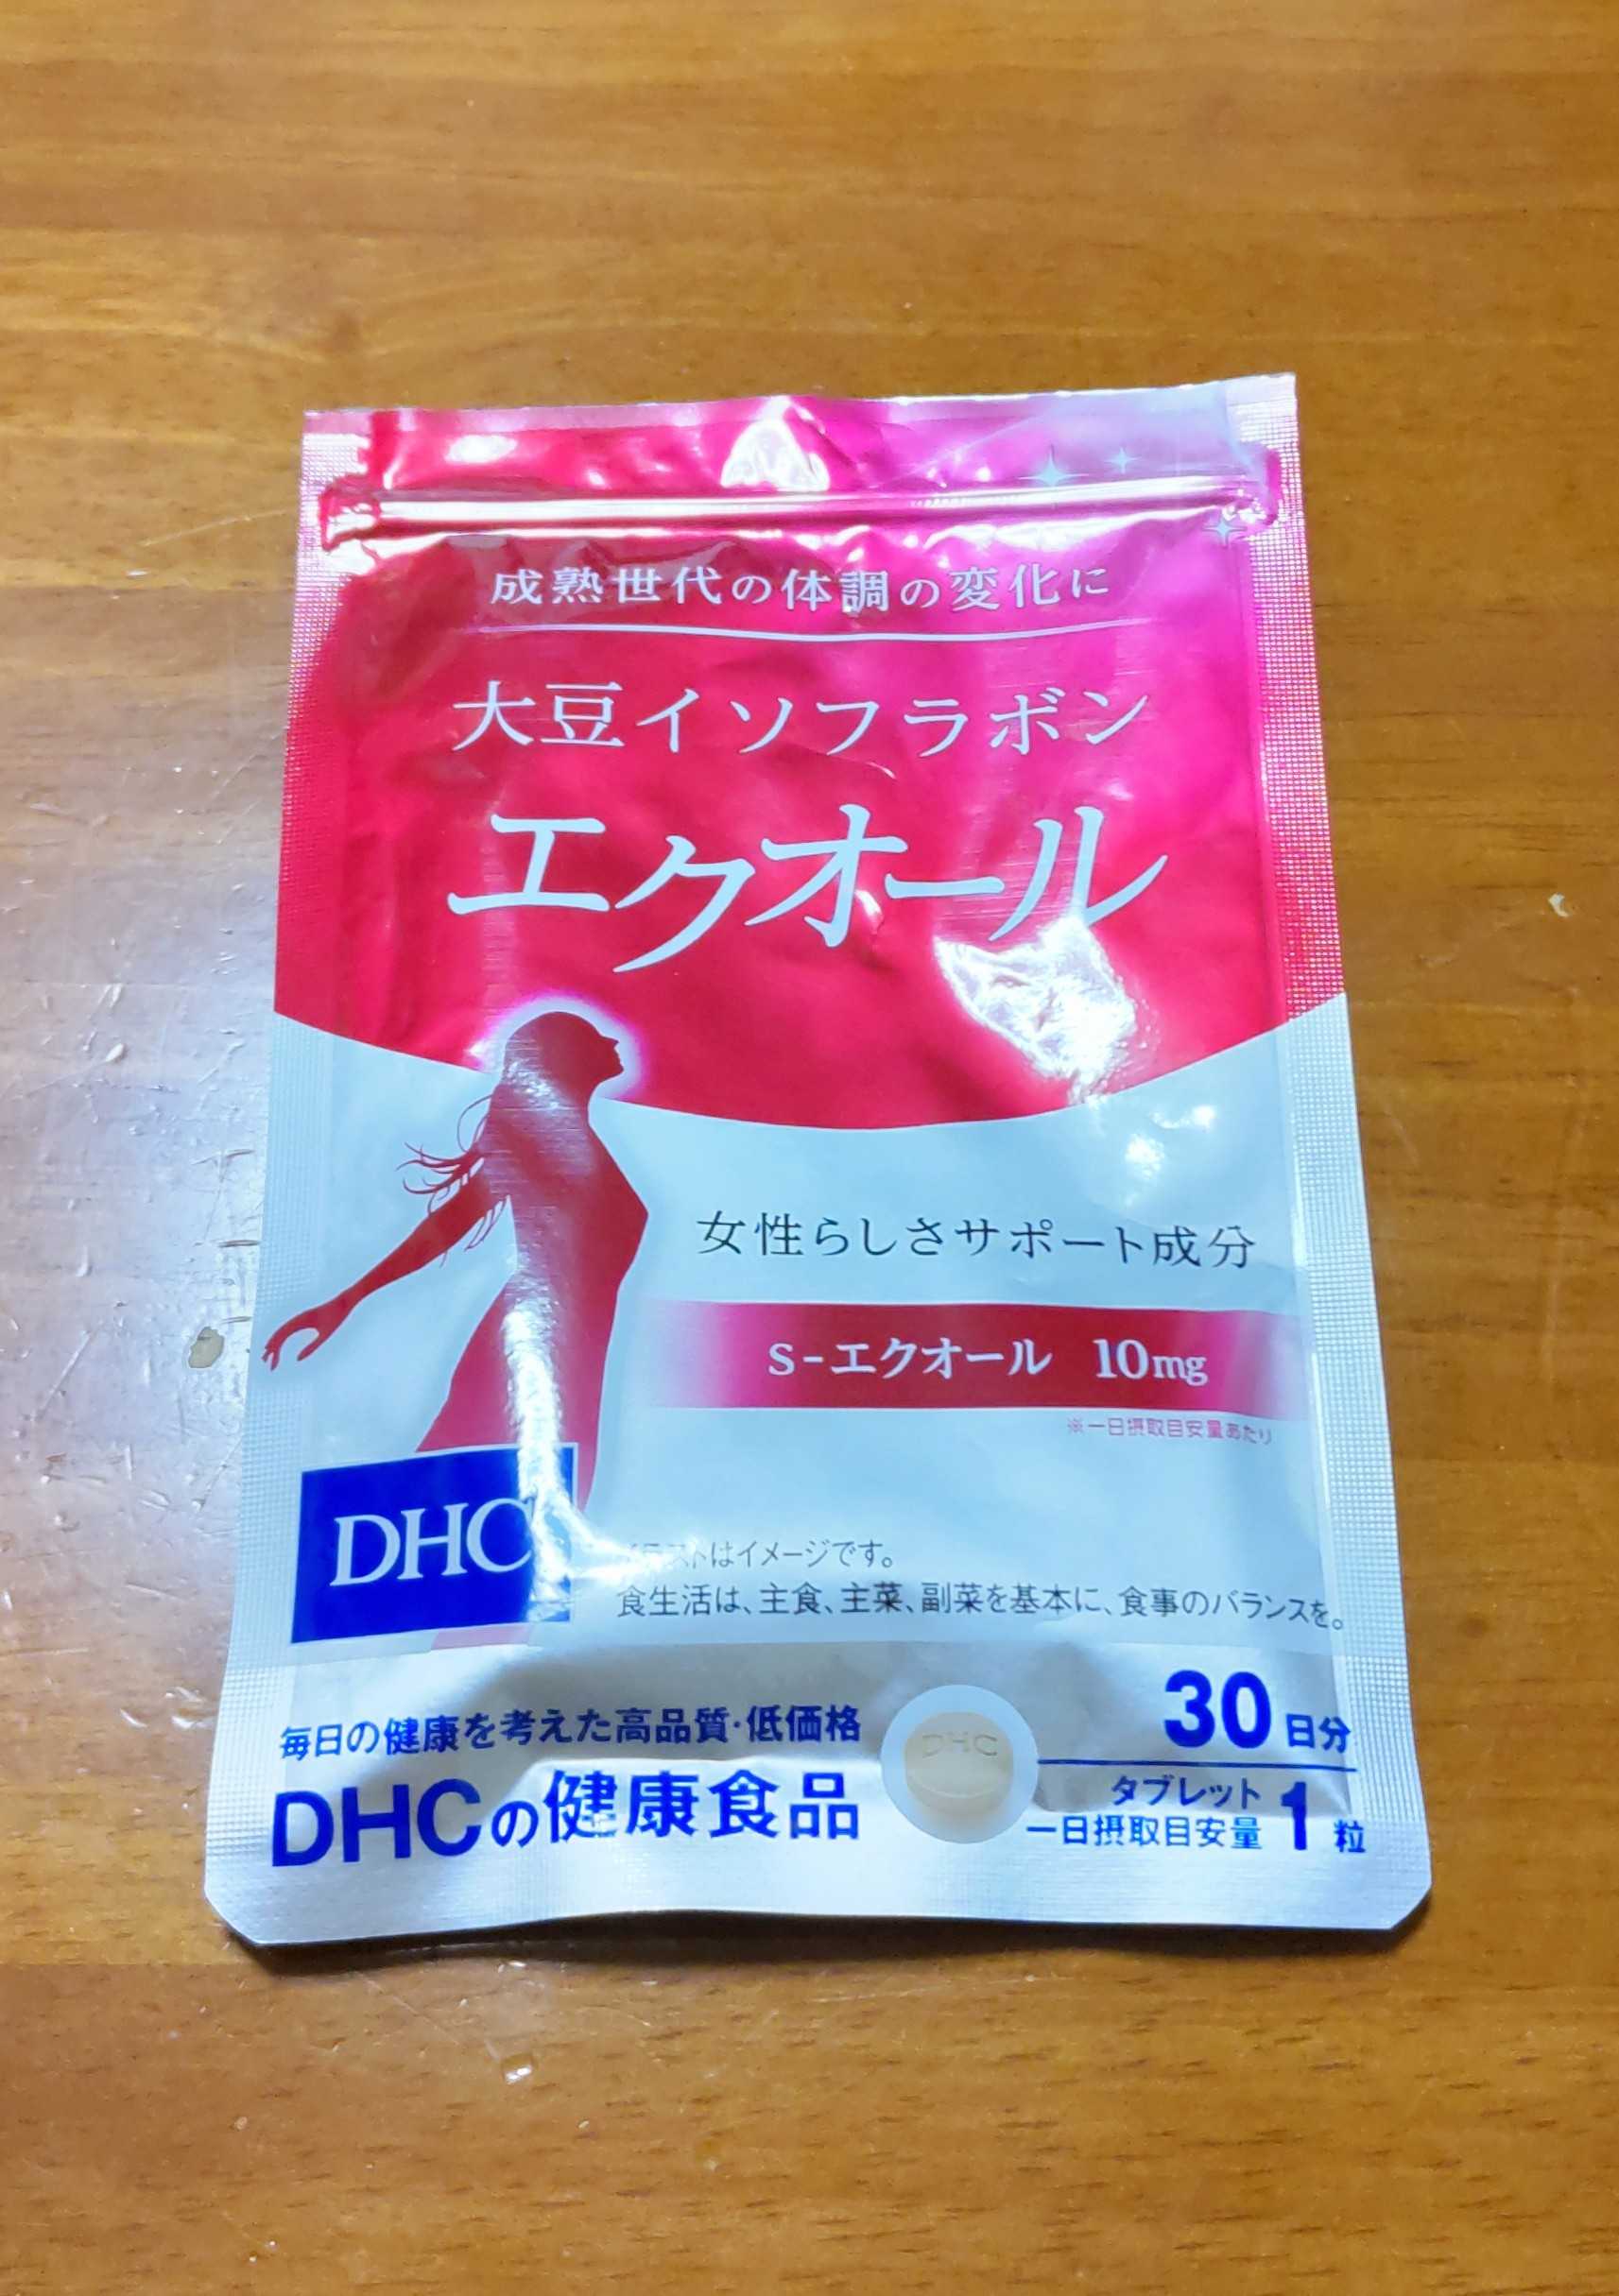 成熟世代の体調の変化に
大豆イソフラボン
エクオール
女性らしさサポート成分
S-エクオール 10mg
※一日摂取目安量あたり
DHC
はイメージです。
食生活は、主食、主菜、副菜を基本に、食事のバランスを。
毎日の健康を考えた高品質・低価格
DHCの健康食品
DHC
30日分
タブレット
一日摂取目安量 1粒